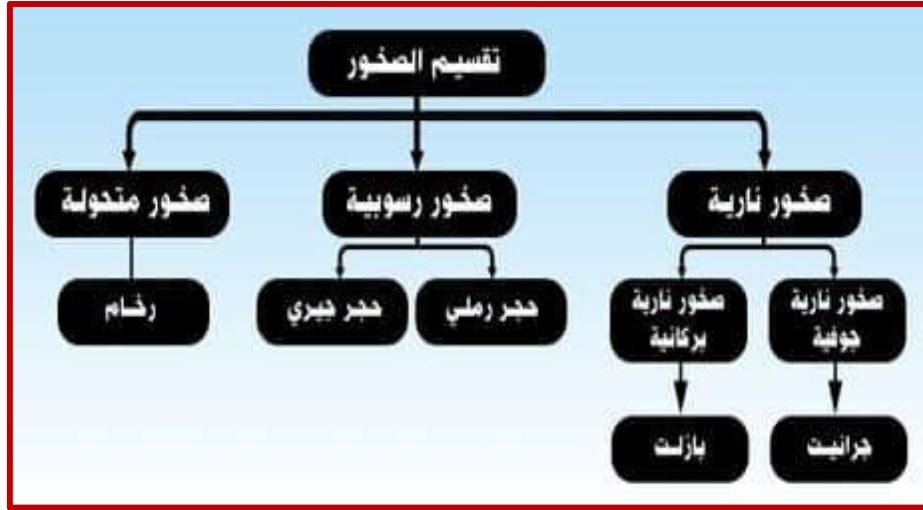 تقسيم الصخور
صخور نارية
صخور رسوبية
صخور متحولة
صخور نارية
جوفية
صخور نارية
بركانية
حجر رملي
حجر جيري
رخام
جرانيت
بازلت